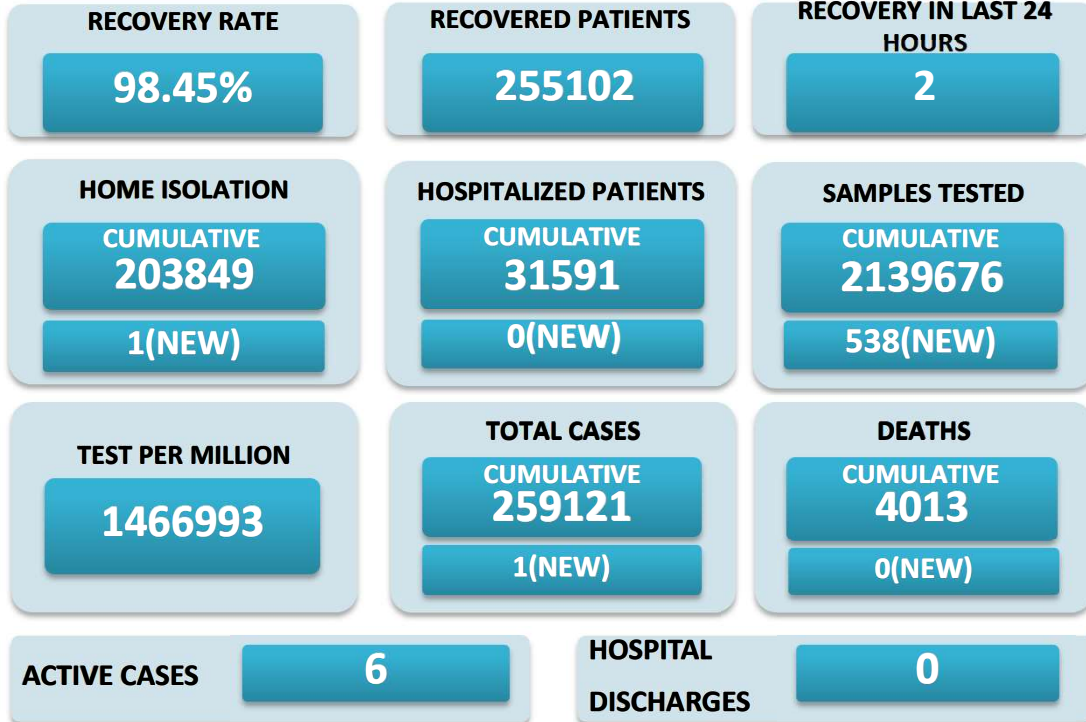 RECOVERY RATE
98.45%
RECOVERED PATIENTS
255102
RECOVERY IN LAST 24
HOURS
2
HOME ISOLATION
CUMULATIVE
203849
1(NEW)
HOSPITALIZED PATIENTS
CUMULATIVE
31591
0(NEW)
SAMPLES TESTED
CUMULATIVE
2139676
538(NEW)
TEST PER MILLION
1466993
TOTAL CASES
CUMULATIVE
259121
1(NEW)
DEATHS
CUMULATIVE
4013
0(NEW)
ACTIVE CASES
6
HOSPITAL
DISCHARGES
0